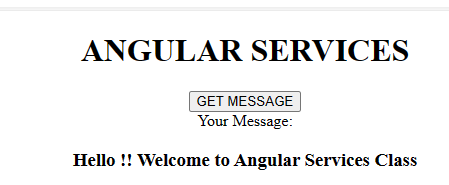 ANGULAR SERVICES
GET MESSAGE
Your Message:
Hello !! Welcome to Angular Services Class